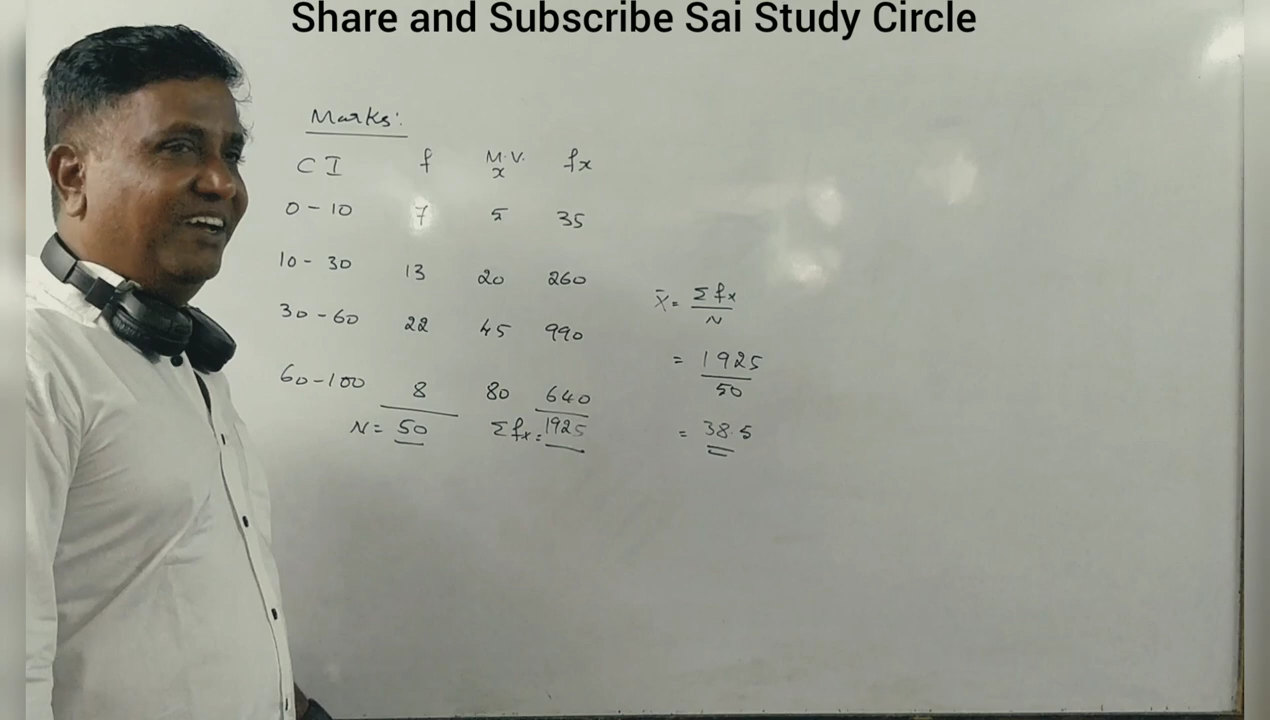 Share and Subscribe Sai Study Circle
Marks:
C I f M.V. x fx
0 - 10 7 5 35
10 - 30 13 20 260
30 - 60 22 45 990
60 - 100 8 80 640
N = 50 Σfx = 1925
X̄ = Σfx / N
= 1925 / 50
= 38.5